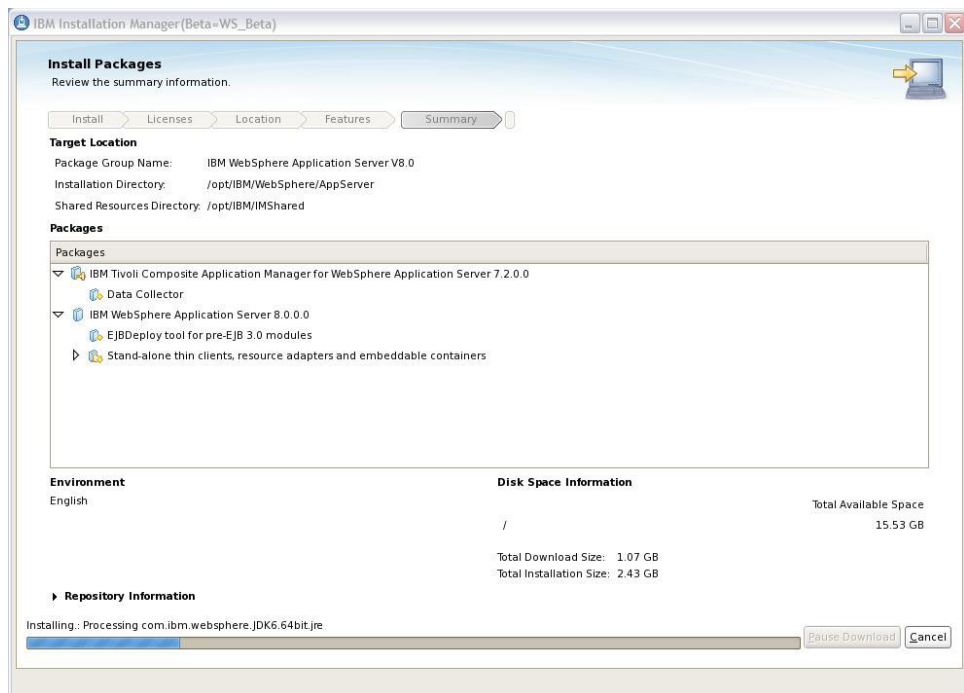 IBM Installation Manager(Beta=WS_Beta)
Install Packages
Review the summary information.
Install Licenses Location Features Summary
Target Location
Package Group Name: IBM WebSphere Application Server V8.0
Installation Directory: /opt/IBM/WebSphere/AppServer
Shared Resources Directory: /opt/IBM/IMShared
Packages
Packages
IBM Tivoli Composite Application Manager for WebSphere Application Server 7.2.0.0
Data Collector
IBM WebSphere Application Server 8.0.0.0
EJBDeploy tool for pre-EJB 3.0 modules
Stand-alone thin clients, resource adapters and embeddable containers
Environment
English
Disk Space Information
Total Available Space
/ 15.53 GB
Total Download Size: 1.07 GB
Total Installation Size: 2.43 GB
Repository Information
Installing.: Processing com.ibm.websphere.JDK6.64bit.jre
Pause Download Cancel